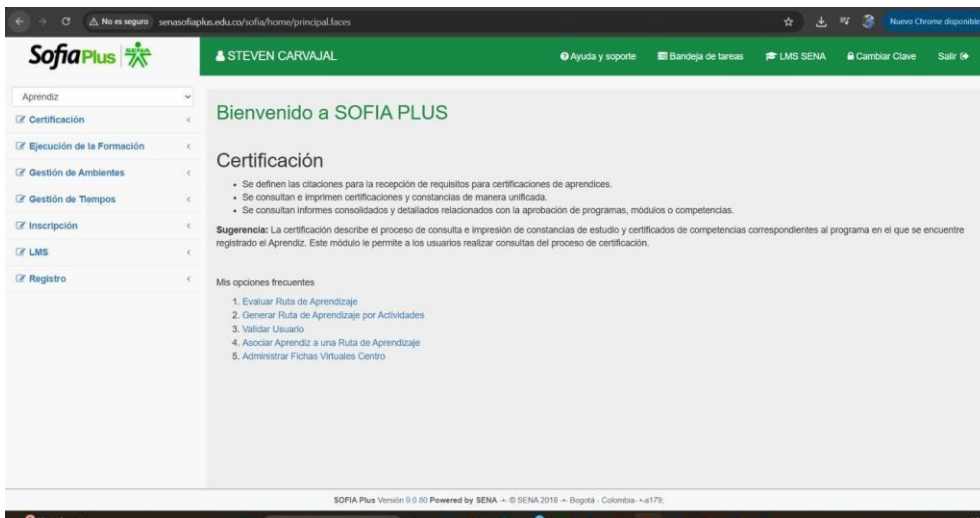 No es seguro senasofiaplus.edu.co/sofia/home/principal.faces
Nuevo Chrome disponible
Sofia Plus SENA
STEVEN CARVAJAL
Ayuda y soporte
Bandeja de tareas
LMS SENA
Cambiar Clave
Salir
Aprendiz
Certificación
Ejecución de la Formación
Gestión de Ambientes
Gestión de Tiempos
Inscripción
LMS
Registro
Bienvenido a SOFIA PLUS
Certificación
• Se definen las citaciones para la recepción de requisitos para certificaciones de aprendices.
• Se consultan e imprimen certificaciones y constancias de manera unificada.
• Se consultan informes consolidados y detallados relacionados con la aprobación de programas, módulos o competencias.
Sugerencia: La certificación describe el proceso de consulta e impresión de constancias de estudio y certificados de competencias correspondientes al programa en el que se encuentre
registrado el Aprendiz. Este módulo le permite a los usuarios realizar consultas del proceso de certificación.
Mis opciones frecuentes
1. Evaluar Ruta de Aprendizaje
2. Generar Ruta de Aprendizaje por Actividades
3. Validar Usuario
4. Asociar Aprendiz a una Ruta de Aprendizaje
5. Administrar Fichas Virtuales Centro
SOFIA Plus Versión 9.0.80 Powered by SENA -+- © SENA 2018 -+- Bogotá - Colombia- +-a179;